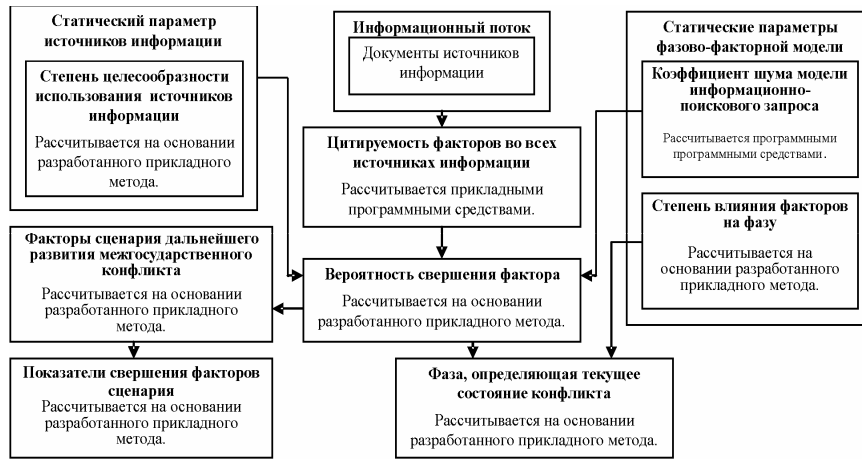 Статический параметр
источников информации
Степень целесообразности
использования источников
информации
Рассчитывается на основании
разработанного прикладного
метода.
Информационный поток
Документы источников
информации
Статические параметры
фазово-факторной модели
Коэффициент шума модели
информационно-
поискового запроса
Рассчитывается программными
программными средствами.
Цитируемость факторов во всех
источниках информации
Рассчитывается прикладными
программными средствами.
Степень влияния факторов
на фазу
Рассчитывается на
основании разработанного
прикладного метода.
Факторы сценария дальнейшего
развития межгосударственного
конфликта
Рассчитывается на основании
разработанного прикладного
метода.
Вероятность свершения фактора
Рассчитывается на основании
разработанного прикладного метода.
Показатели свершения факторов
сценария
Рассчитывается на основании
разработанного прикладного метода.
Фаза, определяющая текущее
состояние конфликта
Рассчитывается на основании
разработанного прикладного метода.